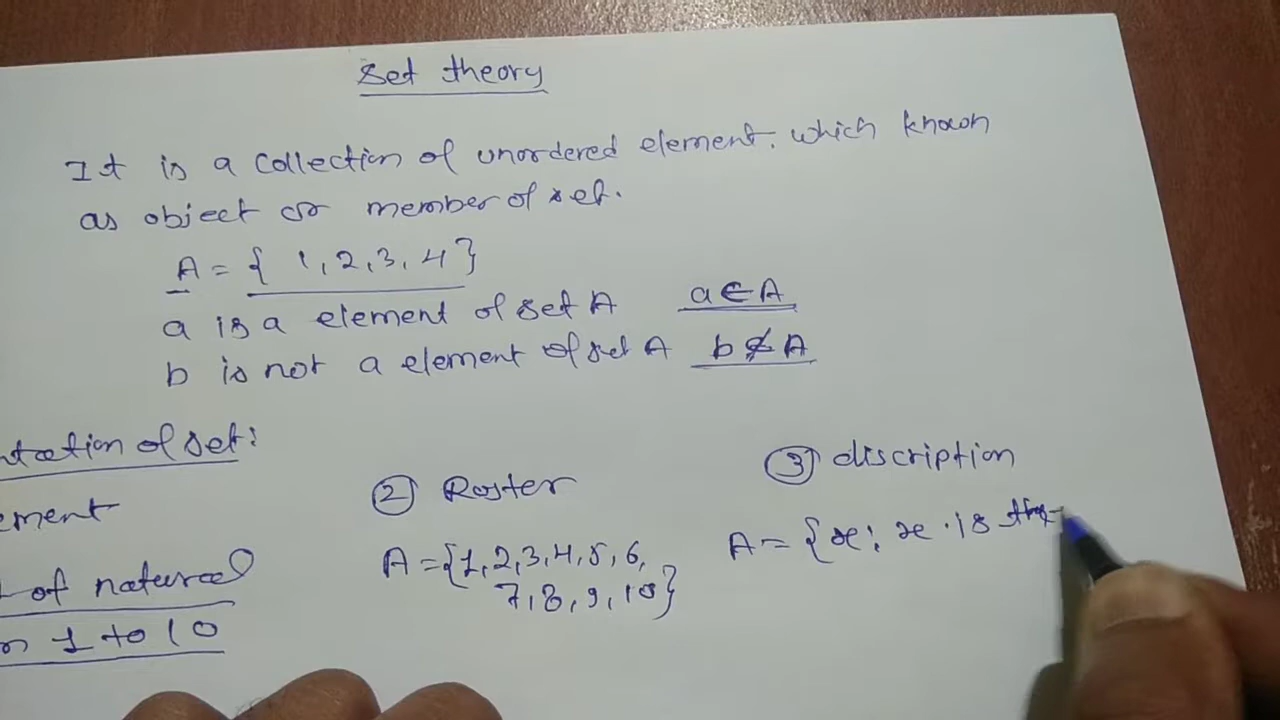 Set theory
It is a collection of unordered element. which known
as object or member of set.
A = { 1, 2, 3, 4 }
a is a element of set A a ∈ A
b is not a element of set A b ∉ A
ntation of set:
ement
② Roster
③ discription
A = {1, 2, 3, 4, 5, 6,
7, 8, 9, 10}
A = {x : x is
of natural
n 1 to 10